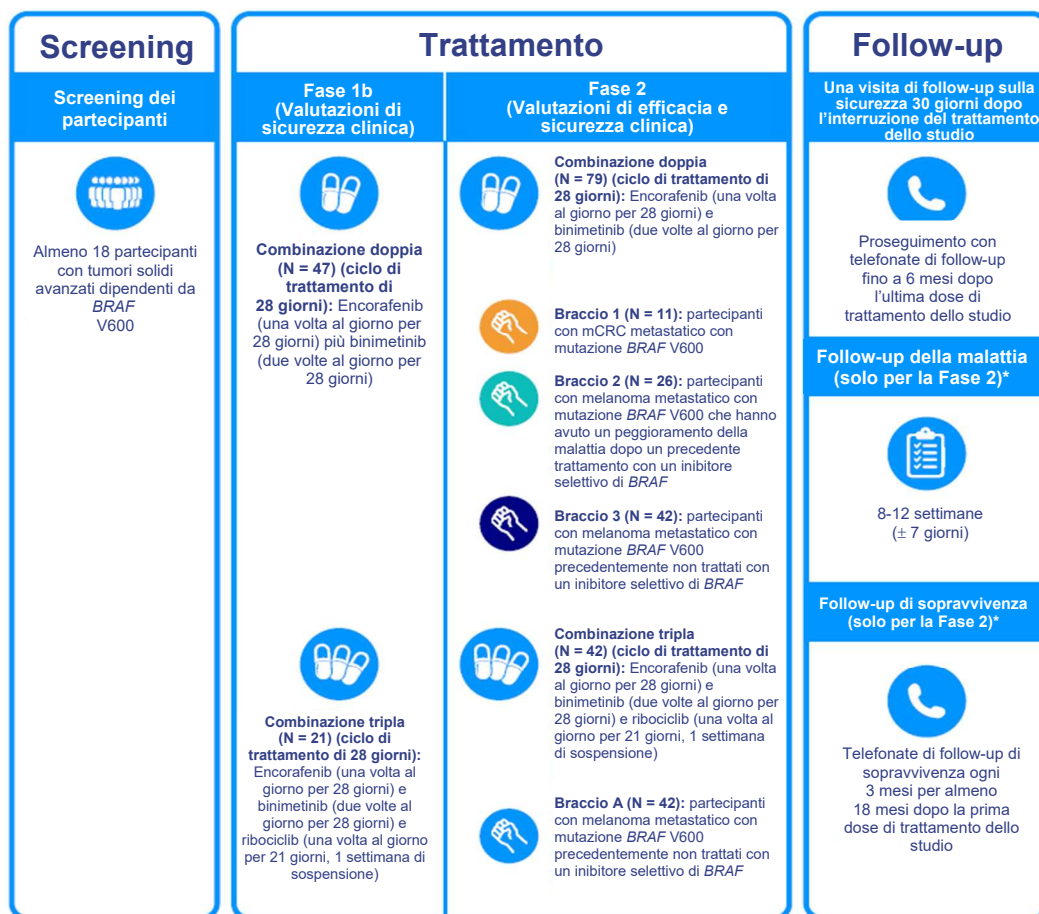 Screening
Screening dei
partecipanti
Almeno 18 partecipanti
con tumori solidi
avanzati dipendenti da
BRAF
V600
Trattamento
Fase 1b
(Valutazioni di
sicurezza clinica)
Combinazione doppia
(N = 47) (ciclo di
trattamento di
28 giorni): Encorafenib
(una volta al giorno per
28 giorni) più binimetinib
(due volte al giorno per
28 giorni)
Combinazione tripla
(N = 21) (ciclo di
trattamento di 28 giorni):
Encorafenib (una volta al
giorno per 28 giorni) e
binimetinib (due volte al
giorno per 28 giorni) e
ribociclib (una volta al giorno
per 21 giorni, 1 settimana di
sospensione)
Fase 2
(Valutazioni di efficacia e
sicurezza clinica)
Combinazione doppia
(N = 79) (ciclo di trattamento di
28 giorni): Encorafenib (una volta
al giorno per 28 giorni) e
binimetinib (due volte al giorno per
28 giorni)
Braccio 1 (N = 11): partecipanti
con mCRC metastatico con
mutazione BRAF V600
Braccio 2 (N = 26): partecipanti
con melanoma metastatico con
mutazione BRAF V600 che hanno
avuto un peggioramento della
malattia dopo un precedente
trattamento con un inibitore
selettivo di BRAF
Braccio 3 (N = 42): partecipanti
con melanoma metastatico con
mutazione BRAF V600
precedentemente non trattati con
un inibitore selettivo di BRAF
Combinazione tripla
(N = 42) (ciclo di trattamento di
28 giorni): Encorafenib (una volta
al giorno per 28 giorni) e
binimetinib (due volte al giorno per
28 giorni) e ribociclib (una volta al
giorno per 21 giorni, 1 settimana
di sospensione)
Braccio A (N = 42): partecipanti
con melanoma metastatico con
mutazione BRAF V600
precedentemente non trattati con
un inibitore selettivo di BRAF
Follow-up
Una visita di follow-up sulla
sicurezza 30 giorni dopo
l'interruzione del trattamento
dello studio
Proseguimento con
telefonate di follow-up
fino a 6 mesi dopo
l'ultima dose di
trattamento dello studio
Follow-up della malattia
(solo per la Fase 2)*
8-12 settimane
(± 7 giorni)
Follow-up di sopravvivenza
(solo per la Fase 2)*
Telefonate di follow-up di
sopravvivenza ogni
3 mesi per almeno
18 mesi dopo la prima
dose di trattamento dello
studio